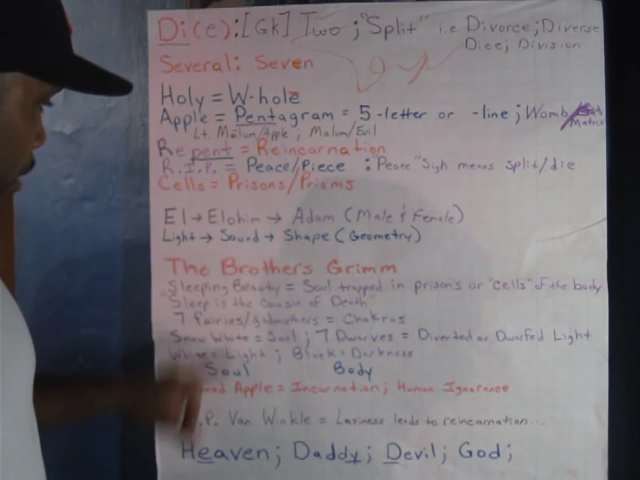 Di(e):[Gk] Two ;"Split" i.e. Divorce; Diverse
Dice; Division
Several: Seven
Holy = W-hole
Apple = Pentagram = 5-letter or -line ; Womb
Matrix
Lt Malum/Apple ; Malum/Evil
Repent = Reincarnation
R.I.P. = Peace/Piece : "Peace" Sign means split/die
Cells = Prisons/Prisms
El → Elohim → Adam (Male & Female)
Light → Sound → Shape (Geometry)
The Brothers Grimm
Sleeping Beauty = Soul trapped in prisons or "cells" of the body
"Sleep is the cousin of Death"
7 Fairies/godmothers = Chakras
Snow White = Soul ; 7 Dwarves = Diverted or Dwarfed Light
White = Light ; Black = Darkness
Soul Body
Apple = Incarnation; Human Ignorance
.P. Van Winkle = Laziness leads to reincarnation...
Heaven; Daddy; Devil; God;